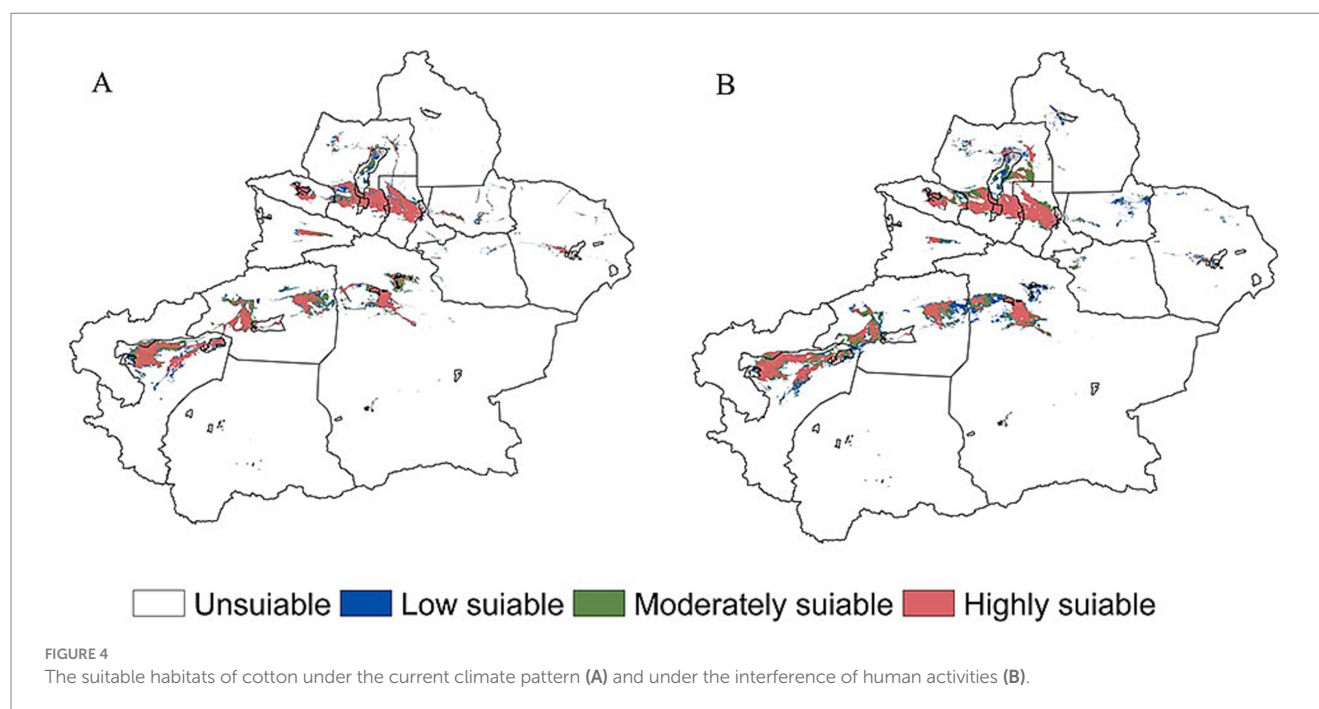 A
B
Unsuiable Low suiable Moderately suiable Highly suiable
FIGURE 4
The suitable habitats of cotton under the current climate pattern (A) and under the interference of human activities (B).